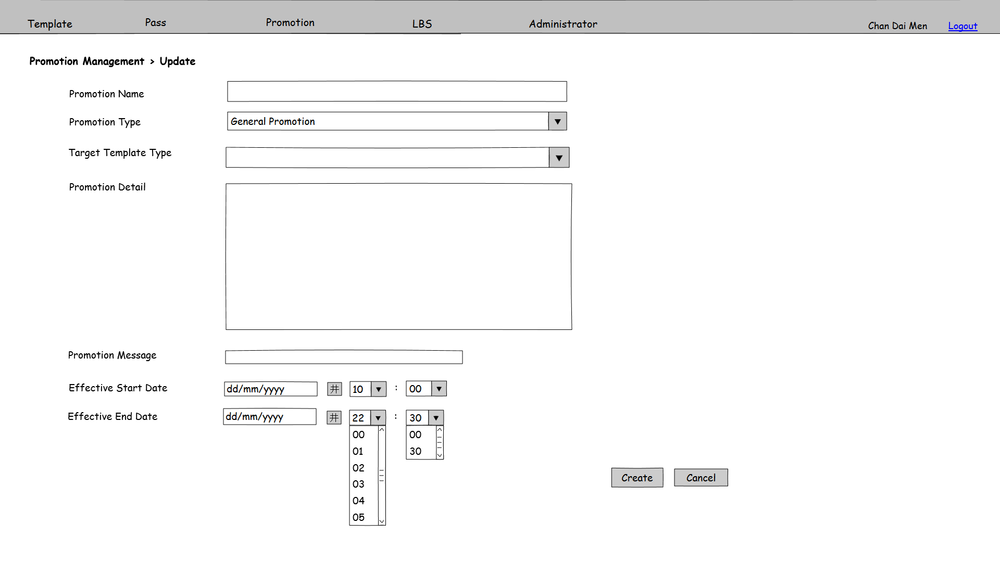 Template Pass Promotion LBS Administrator Chan Dai Men Logout
Promotion Management > Update
Promotion Name
Promotion Type General Promotion
Target Template Type
Promotion Detail
Promotion Message
Effective Start Date dd/mm/yyyy 井 10 : 00
Effective End Date dd/mm/yyyy 井 22 : 30
00 00
01 30
02
03
04
05
Create Cancel